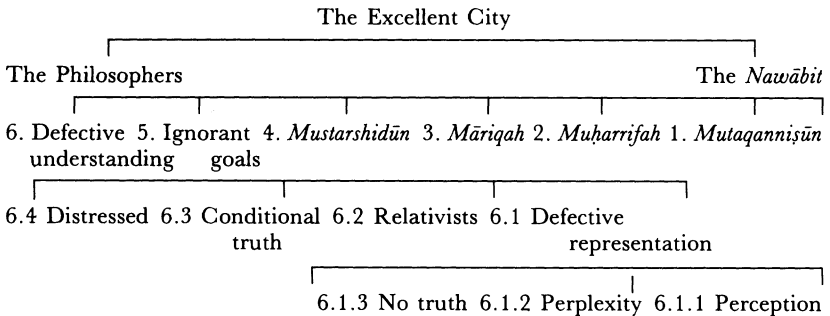 The Excellent City
The Philosophers The Nawābit
6. Defective 5. Ignorant 4. Mustarshidūn 3. Māriqah 2. Muḥarrifah 1. Mutaqanniṣūn
understanding goals
6.4 Distressed 6.3 Conditional 6.2 Relativists 6.1 Defective
truth representation
6.1.3 No truth 6.1.2 Perplexity 6.1.1 Perception